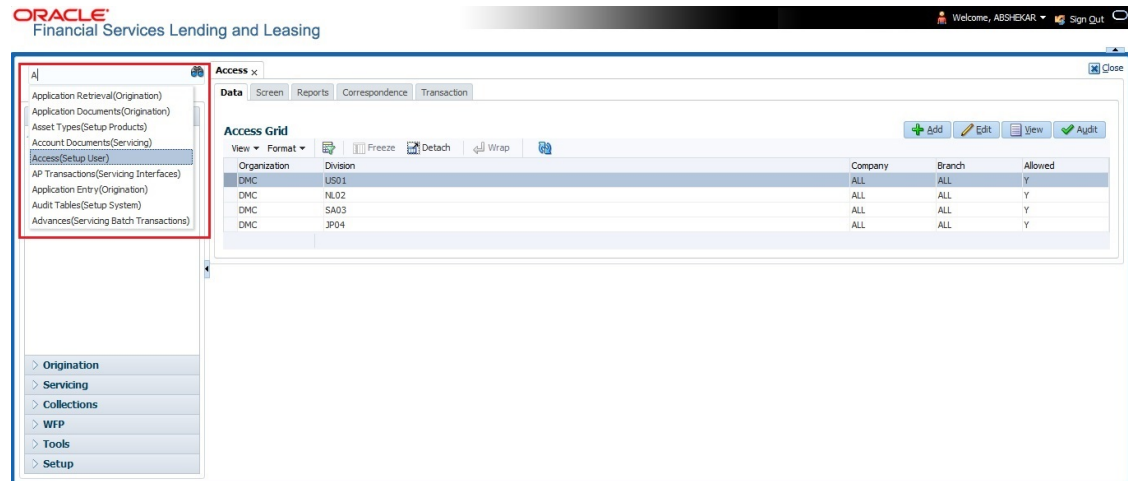 ORACLE
Financial Services Lending and Leasing
Welcome, ABSHEKAR Sign Out
A
Application Retrieval(Origination)
Application Documents(Origination)
Asset Types(Setup Products)
Account Documents(Servicing)
Access(Setup User)
AP Transactions(Servicing Interfaces)
Application Entry(Origination)
Audit Tables(Setup System)
Advances(Servicing Batch Transactions)
Origination
Servicing
Collections
WFP
Tools
Setup
Access x
Close
Data Screen Reports Correspondence Transaction
Access Grid
Add Edit View Audit
View Format Freeze Detach Wrap
Organization Division Company Branch Allowed
DMC US01 ALL ALL Y
DMC NL02 ALL ALL Y
DMC SA03 ALL ALL Y
DMC JP04 ALL ALL Y